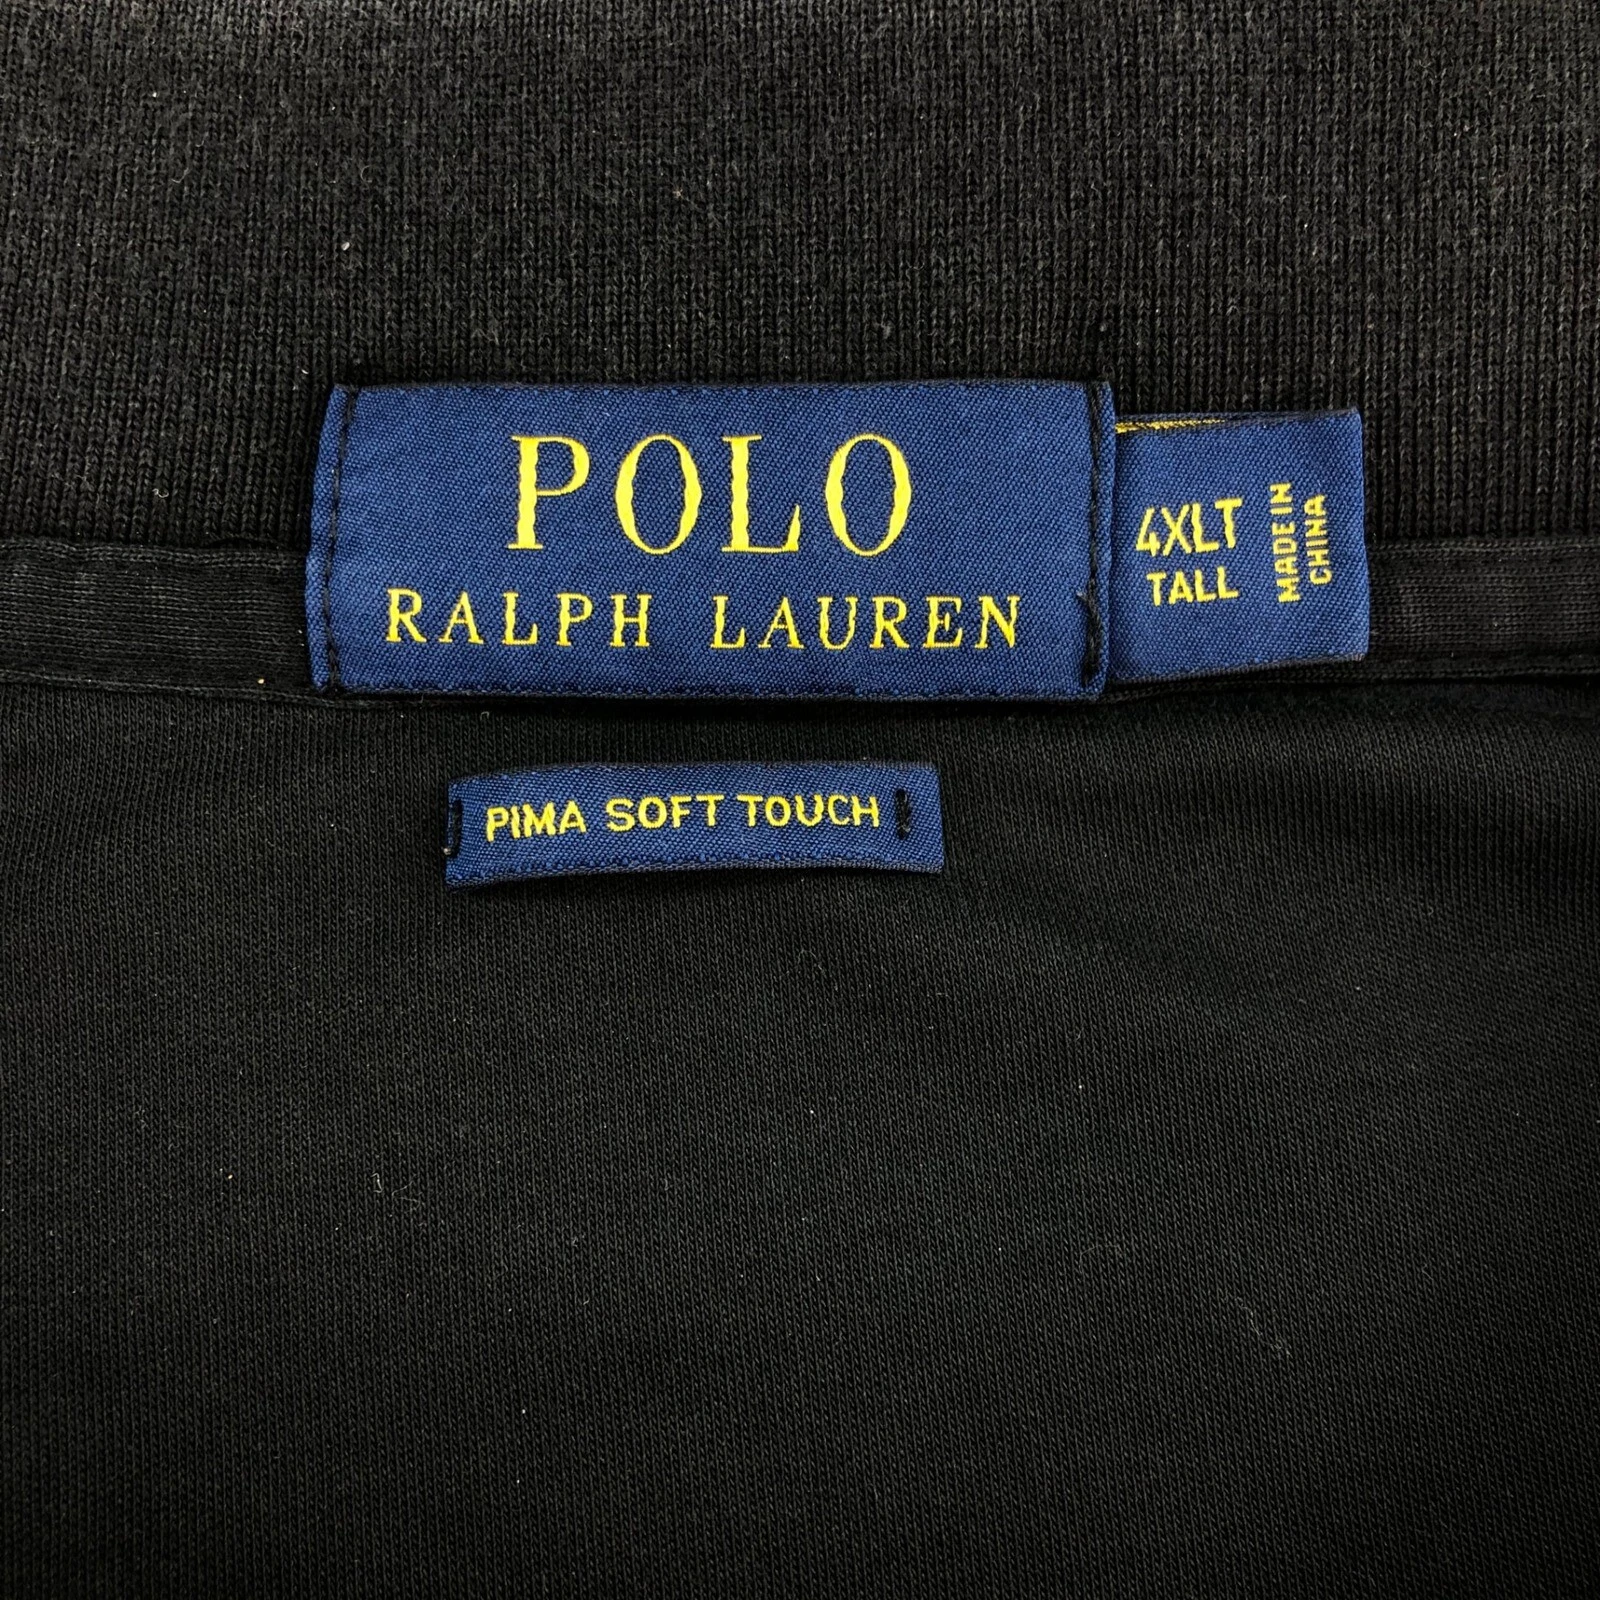 POLO
RALPH LAUREN
4XLT
TALL
MADE IN
CHINA
PIMA SOFT TOUCH